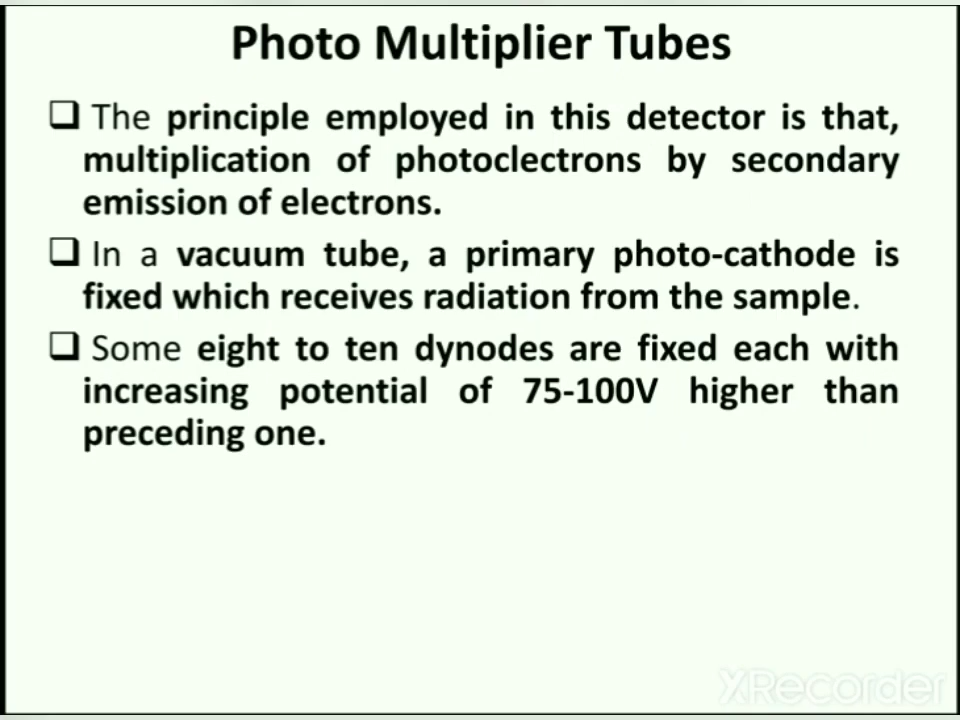 Photo Multiplier Tubes
❑ The principle employed in this detector is that,
multiplication of photoclectrons by secondary
emission of electrons.
❑ In a vacuum tube, a primary photo-cathode is
fixed which receives radiation from the sample.
❑ Some eight to ten dynodes are fixed each with
increasing potential of 75-100V higher than
preceding one.
XRecorder